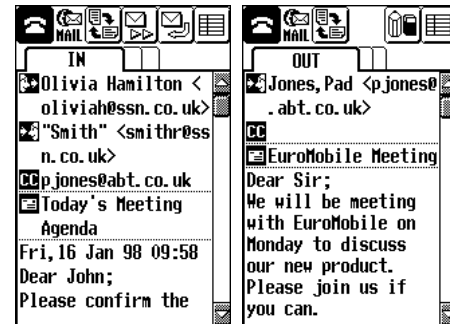 MAIL
IN
Olivia Hamilton <
oliviah@ssn.co.uk>
"Smith" <smithr@ss
n.co.uk>
CC pjones@abt.co.uk
Today's Meeting
Agenda
Fri,16 Jan 98 09:58
Dear John;
Please confirm the
MAIL
OUT
Jones,Pad <pjones@
.abt.co.uk>
CC
EuroMobile Meeting
Dear Sir;
We will be meeting
with EuroMobile on
Monday to discuss
our new product.
Please join us if
you can.